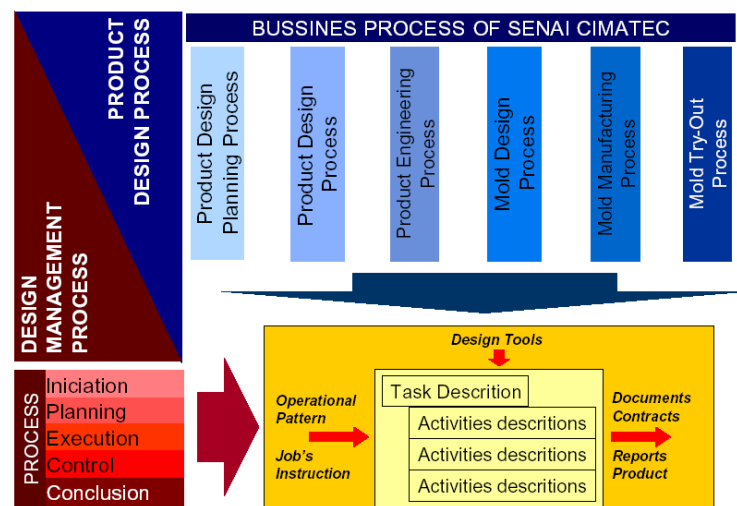 BUSSINES PROCESS OF SENAI CIMATEC
PRODUCT
DESIGN PROCESS
DESIGN
MANAGEMENT
PROCESS
Product Design
Planning Process
Product Design
Process
Product Engineering
Process
Mold Design
Process
Mold Manufacturing
Process
Mold Try-Out
Process
PROCESS
Iniciation
Planning
Execution
Control
Conclusion
Design Tools
Operational
Pattern
Job's
Instruction
Task Descrition
Activities descritions
Activities descritions
Activities descritions
Documents
Contracts
Reports
Product